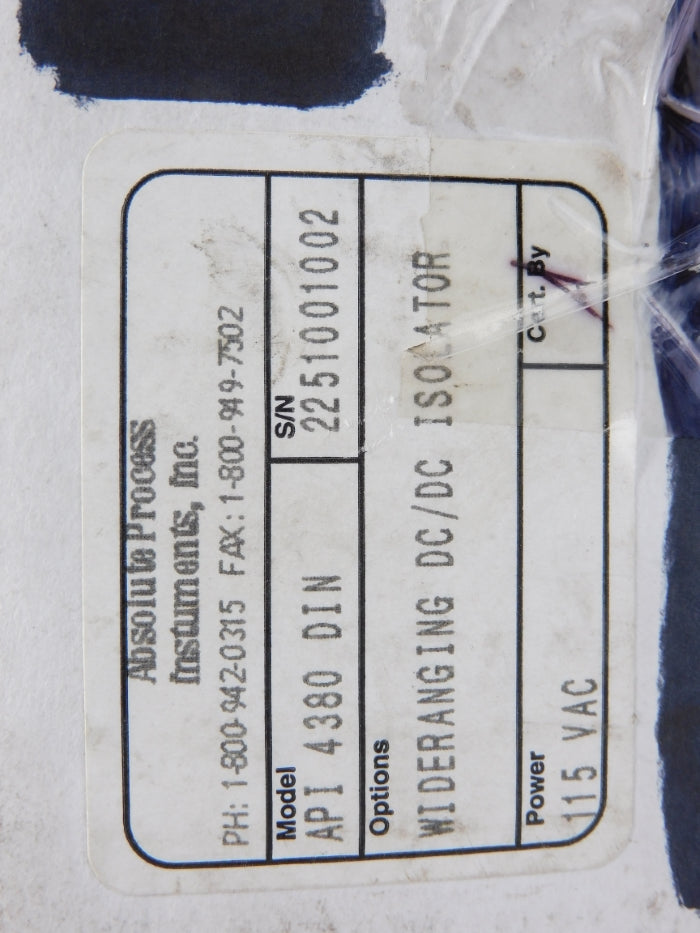 Absolute Process
Instuments, Inc.
PH: 1-800-942-0315 FAX: 1-800-949-7502
Model
API 4380 DIN
S/N
2251001002
Options
WIDERANGING DC/DC ISOLATOR
Power
115 VAC
Cert. By